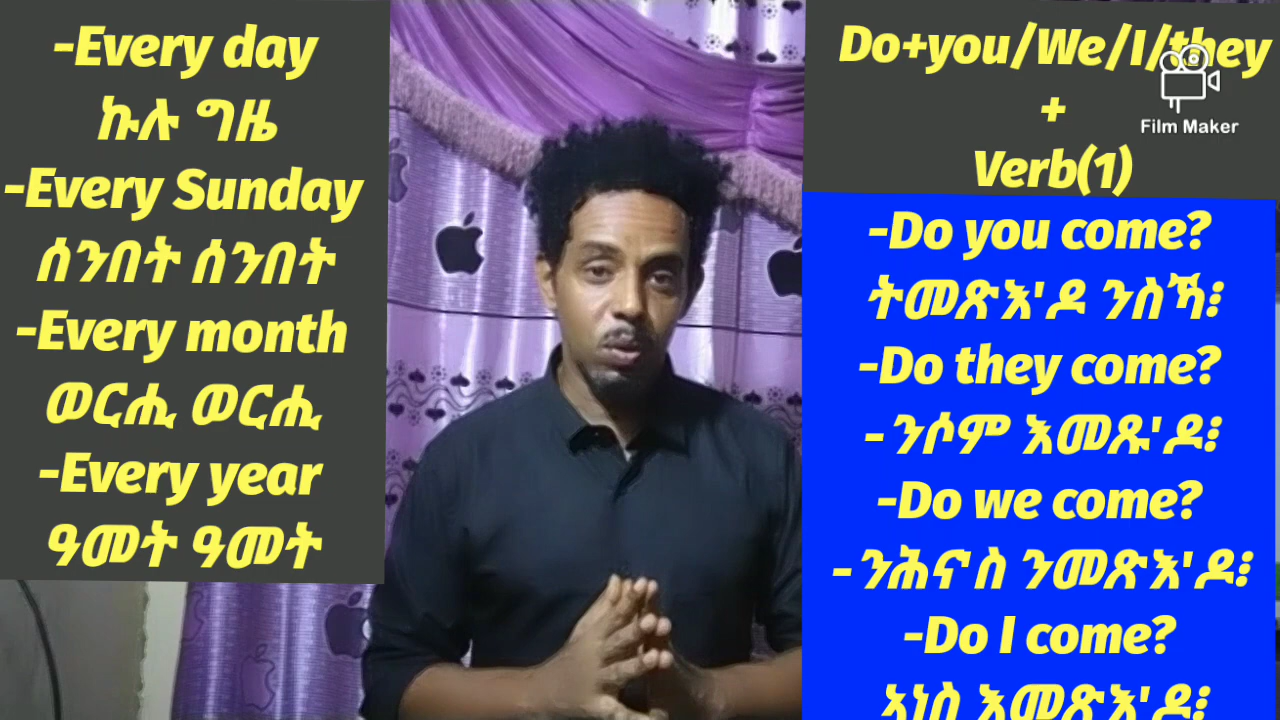 -Every day
ኩሉ ግዜ
-Every Sunday
ሰንበት ሰንበት
-Every month
ወርሒ ወርሒ
-Every year
ዓመት ዓመት
Do+you/We/I/they
+
Verb(1)
Film Maker
-Do you come?
ትመጽእ'ዶ ንስኻ፧
-Do they come?
-ንሶም እመጹ'ዶ፧
-Do we come?
-ንሕና'ስ ንመጽእ'ዶ፧
-Do I come?
ኣነስ እመጽእ'ዶ፧